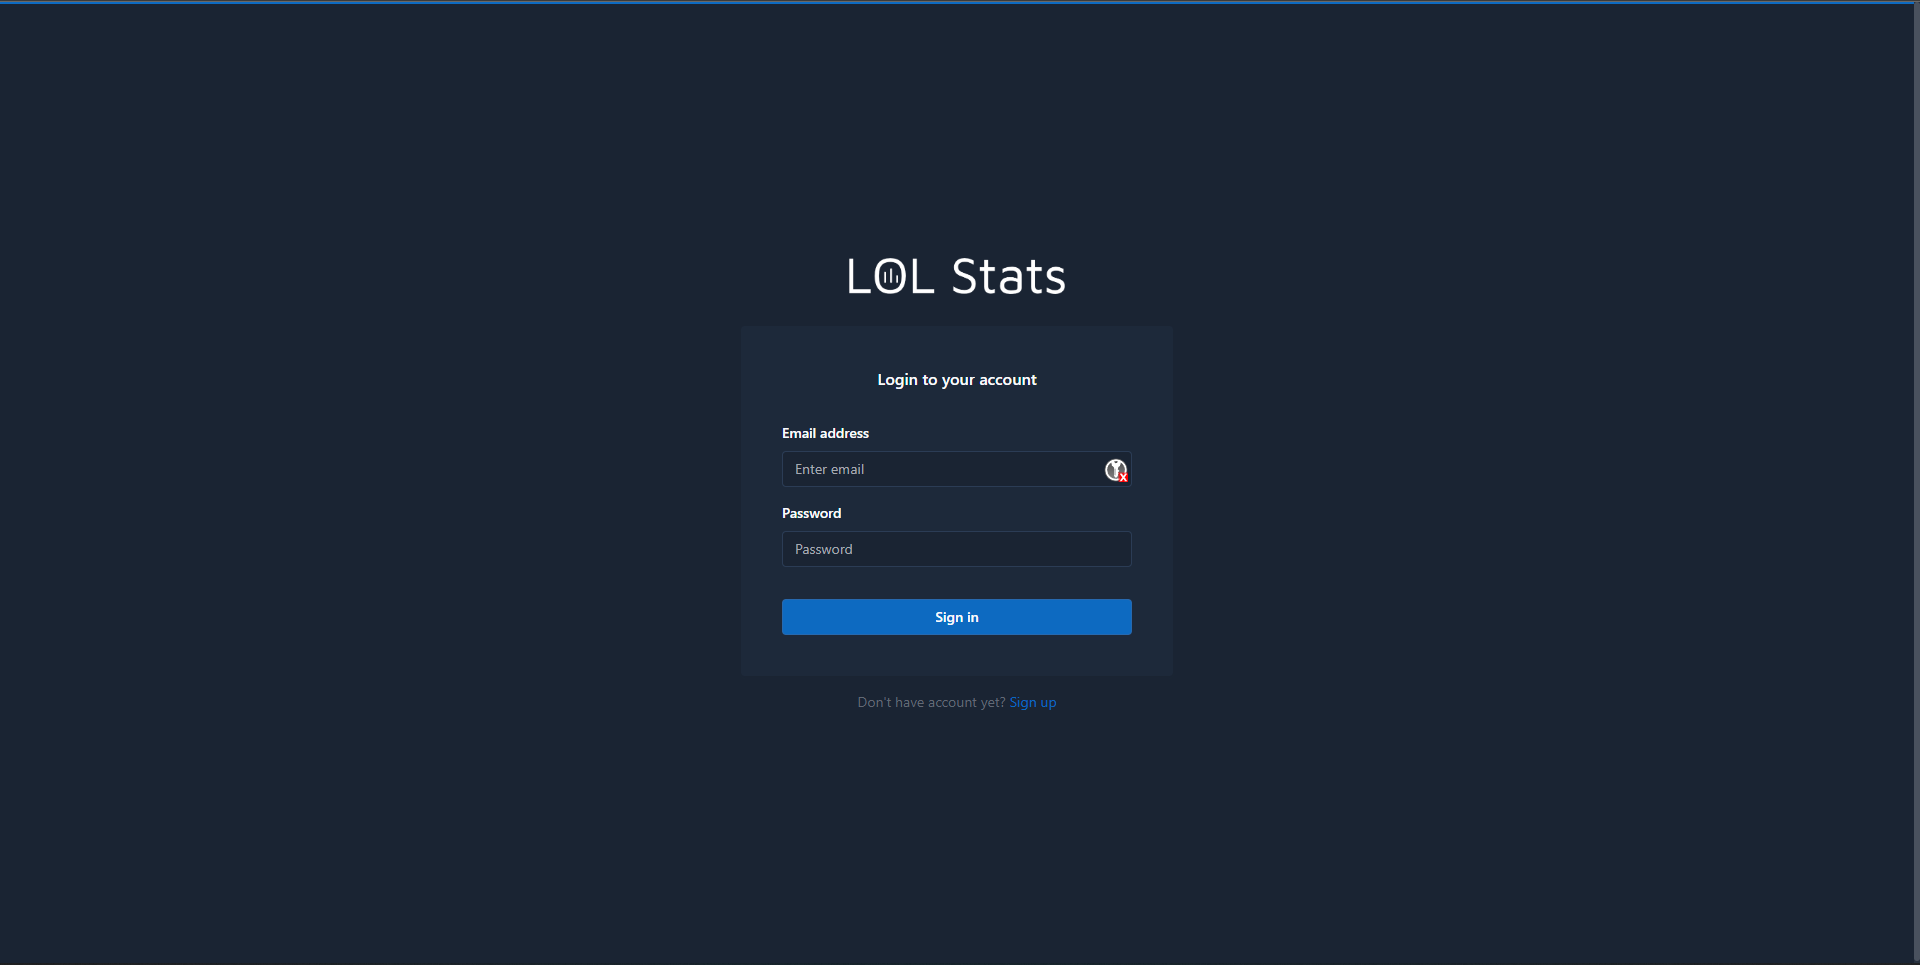 LOL Stats
Login to your account
Email address
Enter email
Password
Password
Sign in
Don't have account yet? Sign up